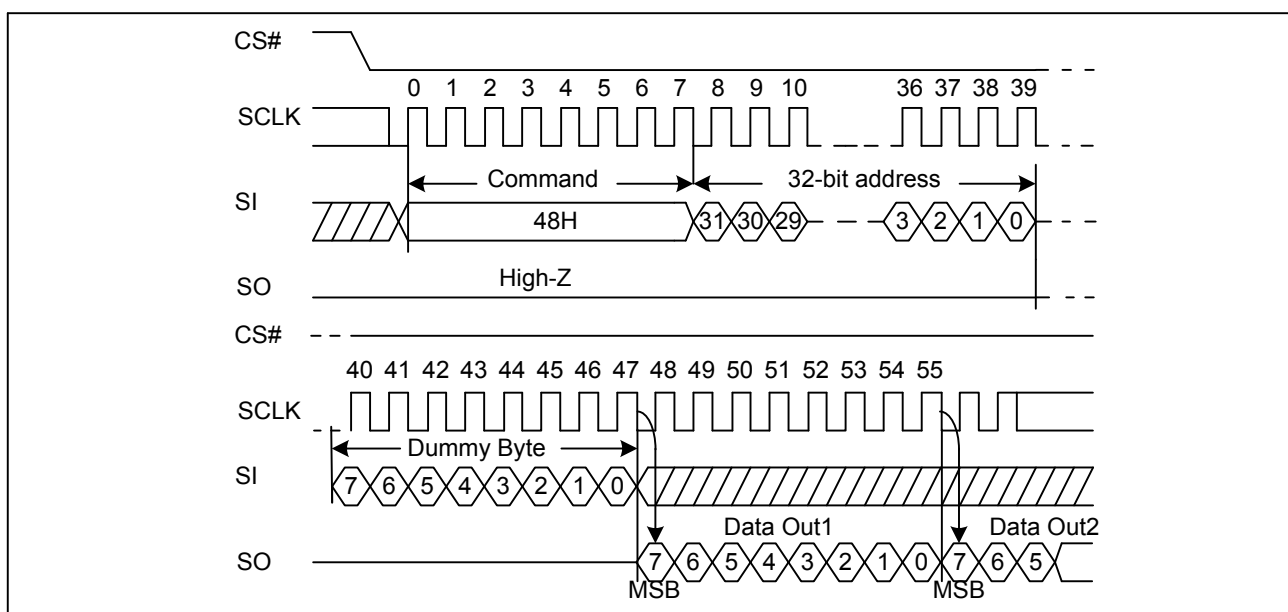 CS#
0 1 2 3 4 5 6 7 8 9 10 36 37 38 39
SCLK
Command 32-bit address
SI
48H 31 30 29 3 2 1 0
High-Z
SO
CS#
40 41 42 43 44 45 46 47 48 49 50 51 52 53 54 55
SCLK
Dummy Byte
SI
7 6 5 4 3 2 1 0
Data Out1 Data Out2
SO
7 6 5 4 3 2 1 0 7 6 5
MSB MSB